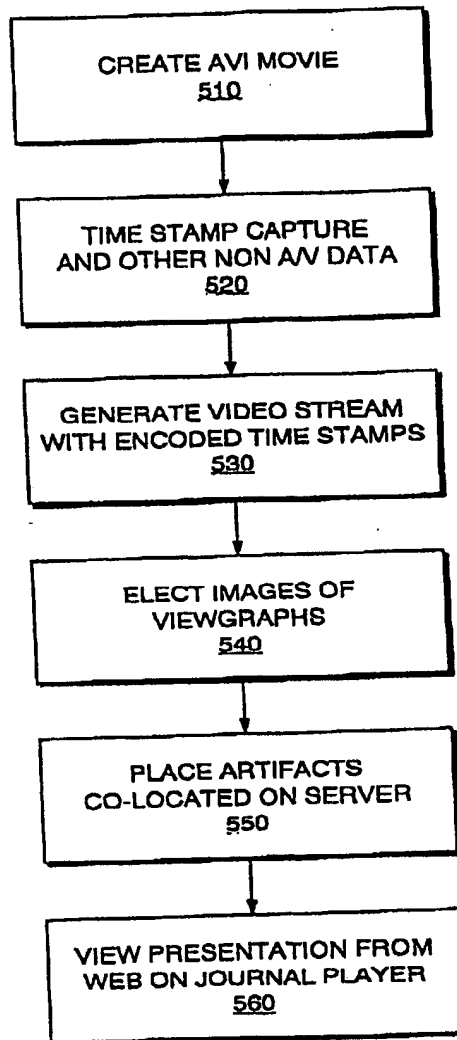 CREATE AVI MOVIE
510
TIME STAMP CAPTURE
AND OTHER NON A/V DATA
520
GENERATE VIDEO STREAM
WITH ENCODED TIME STAMPS
530
ELECT IMAGES OF
VIEWGRAPHS
540
PLACE ARTIFACTS
CO-LOCATED ON SERVER
550
VIEW PRESENTATION FROM
WEB ON JOURNAL PLAYER
560